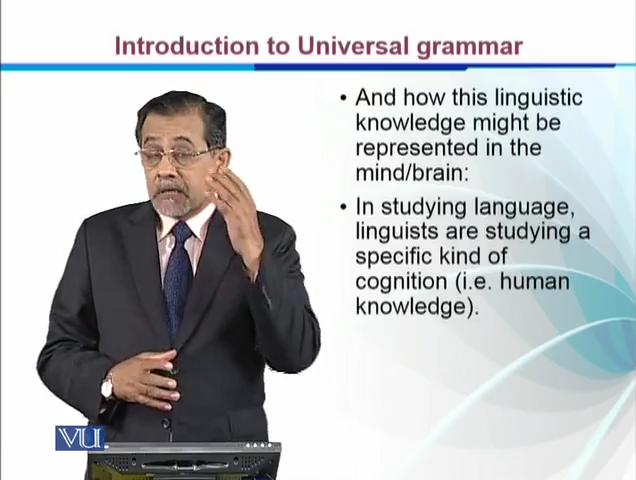 Introduction to Universal grammar
• And how this linguistic
knowledge might be
represented in the
mind/brain:
• In studying language,
linguists are studying a
specific kind of
cognition (i.e. human
knowledge).
VU